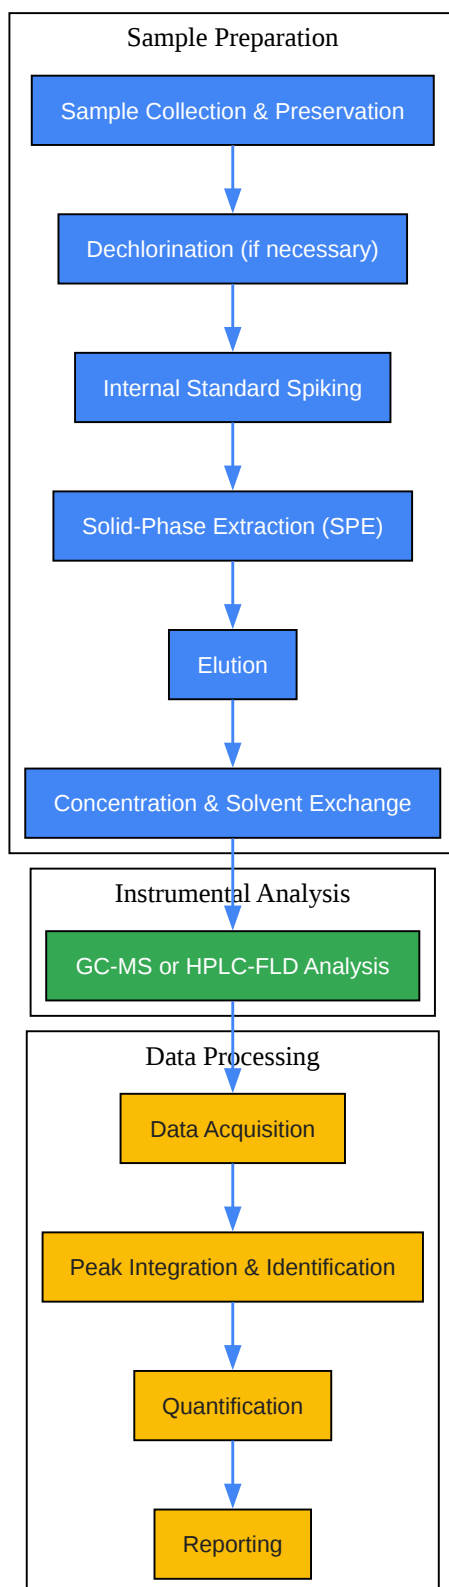 Sample Preparation
Sample Collection & Preservation
Dechlorination (if necessary)
Internal Standard Spiking
Solid-Phase Extraction (SPE)
Elution
Concentration & Solvent Exchange
Instrumental Analysis
GC-MS or HPLC-FLD Analysis
Data Processing
Data Acquisition
Peak Integration & Identification
Quantification
Reporting